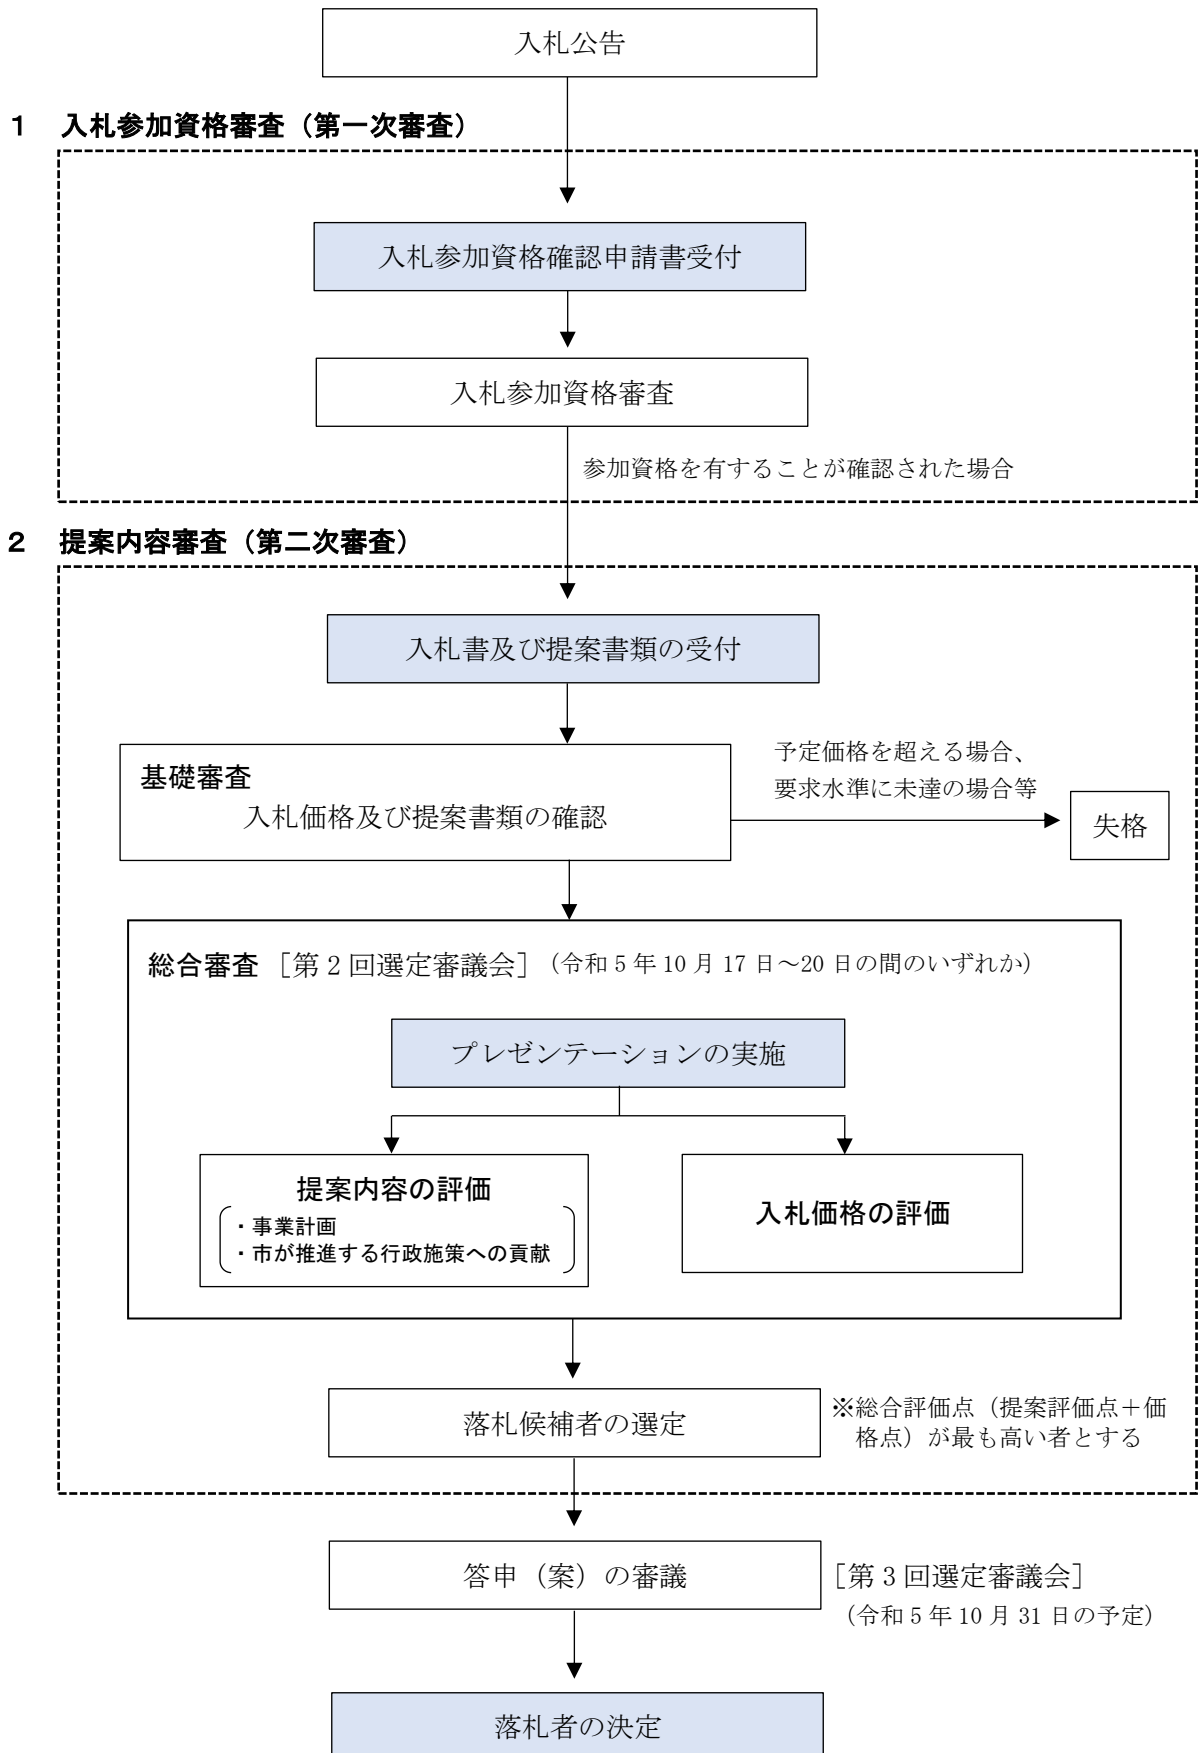 入札公告
1 入札参加資格審査（第一次審査）
入札参加資格確認申請書受付
入札参加資格審査
参加資格を有することが確認された場合
2 提案内容審査（第二次審査）
入札書及び提案書類の受付
基礎審査
入札価格及び提案書類の確認
予定価格を超える場合、
要求水準に未達の場合等
失格
総合審査 ［第2回選定審議会］（令和5年10月17日～20日の間のいずれか）
プレゼンテーションの実施
提案内容の評価
・事業計画
・市が推進する行政施策への貢献
入札価格の評価
落札候補者の選定
※総合評価点（提案評価点＋価
格点）が最も高い者とする
答申（案）の審議
［第3回選定審議会］
（令和5年10月31日の予定）
落札者の決定